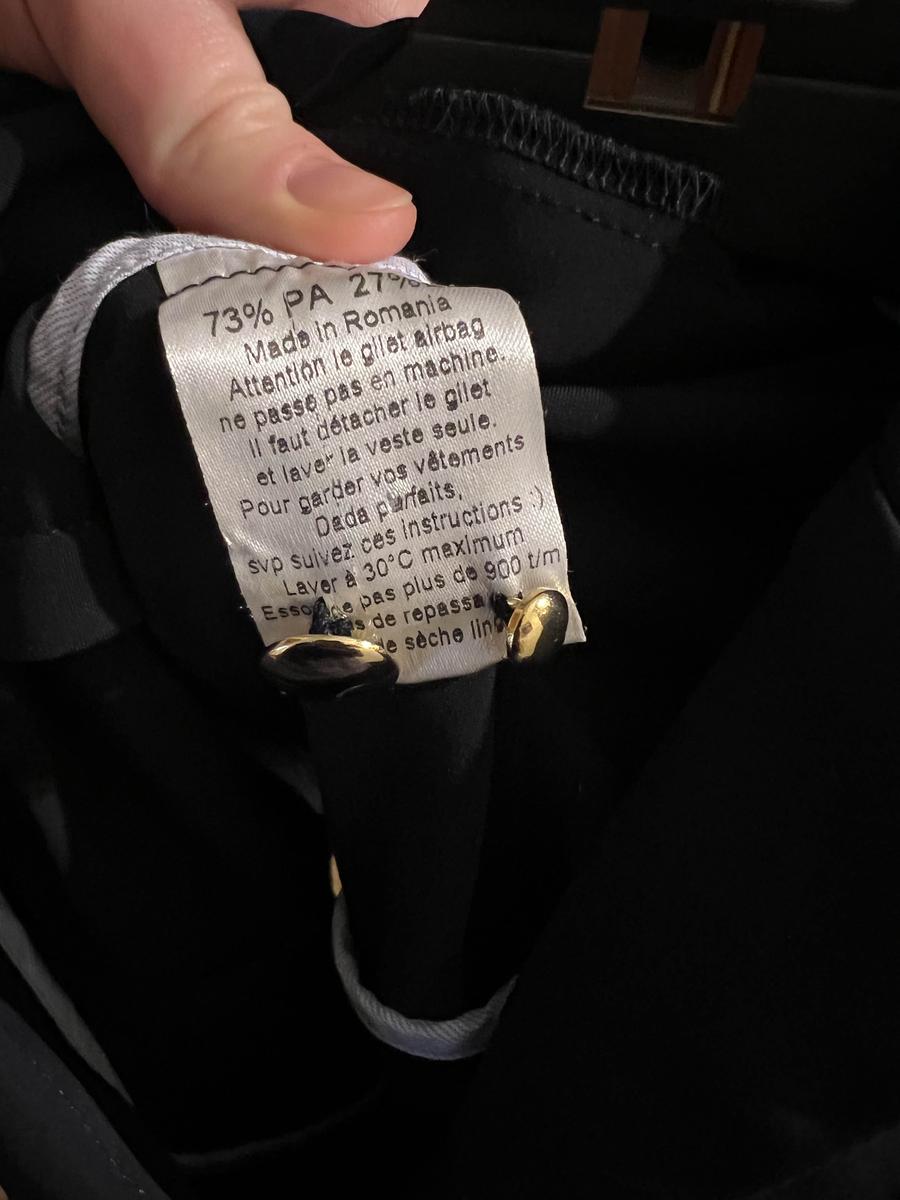 73% PA 27%
Made in Romania
Attention le gilet airbag
ne passe pas en machine.
Il faut détacher le gilet
et laver la veste seule.
Pour garder vos vêtements
Dada parfaits,
svp suivez ces instructions :)
Laver à 30°C maximum
pas plus de 900 t/m
de
sèche